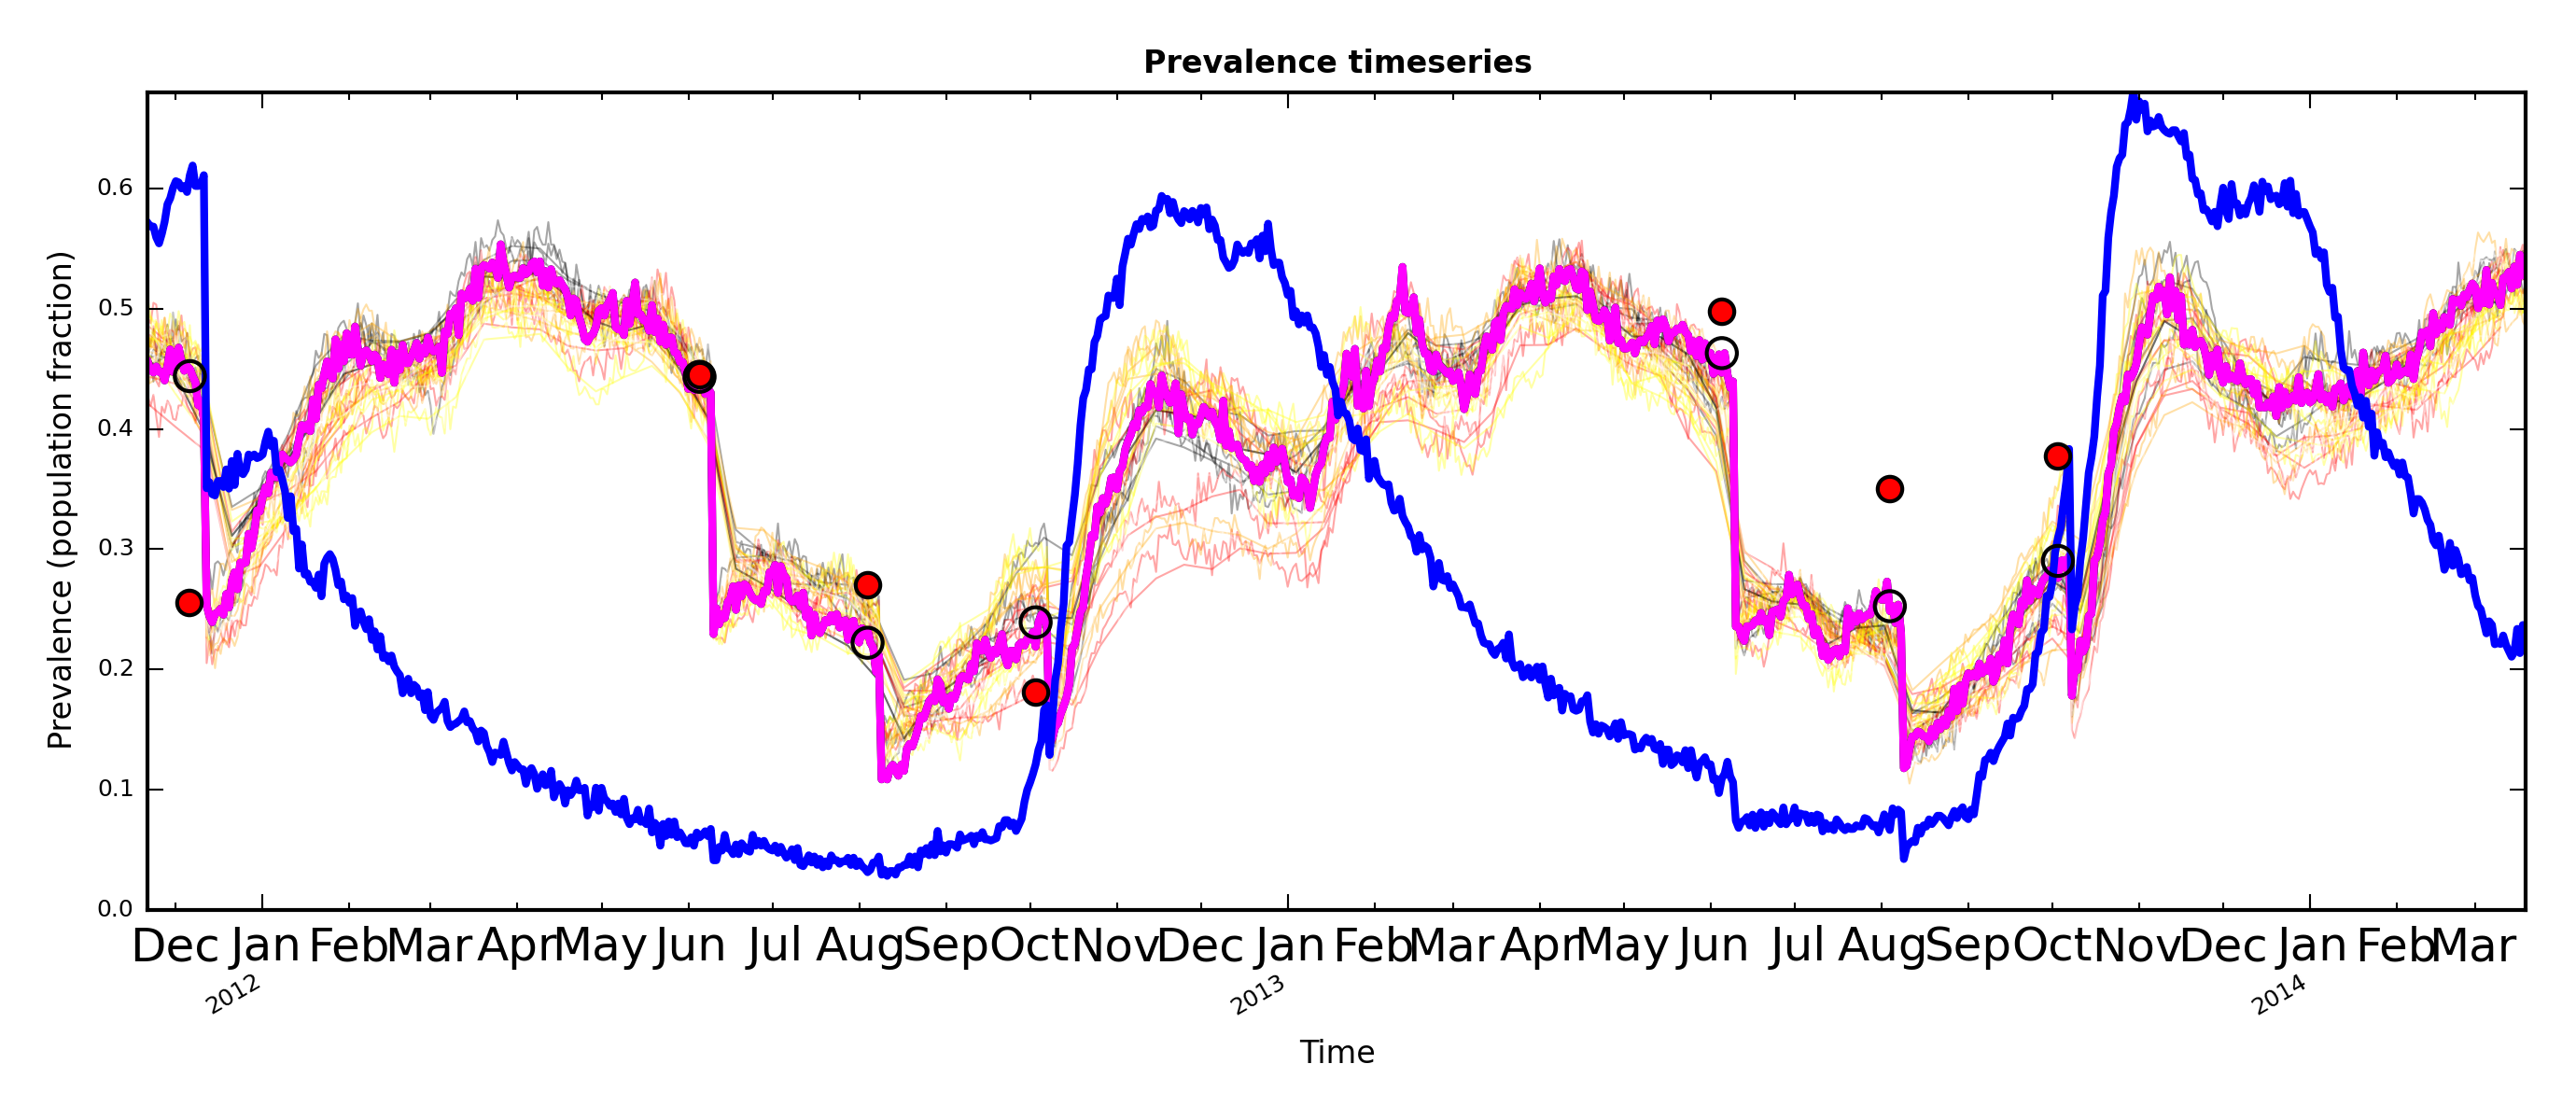 Prevalence timeseries
Prevalence (population fraction)
0.6
0.5
0.4
0.3
0.2
0.1
0.0
Dec Jan Feb Mar Apr May Jun Jul Aug Sep Oct Nov Dec Jan Feb Mar Apr May Jun Jul Aug Sep Oct Nov Dec Jan Feb Mar
2012 2013 2014
Time